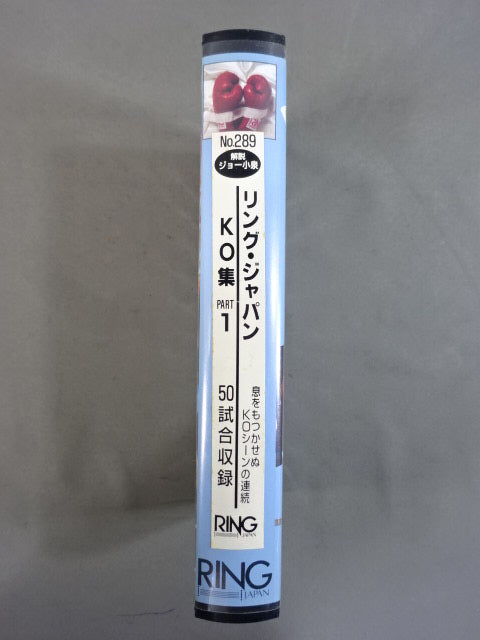 No.289
解説
ジョー小泉
リング・ジャパン
KO集 PART 1
息をもつかせぬ
KOシーンの連続
50試合収録
RING
JAPAN
RING
JAPAN